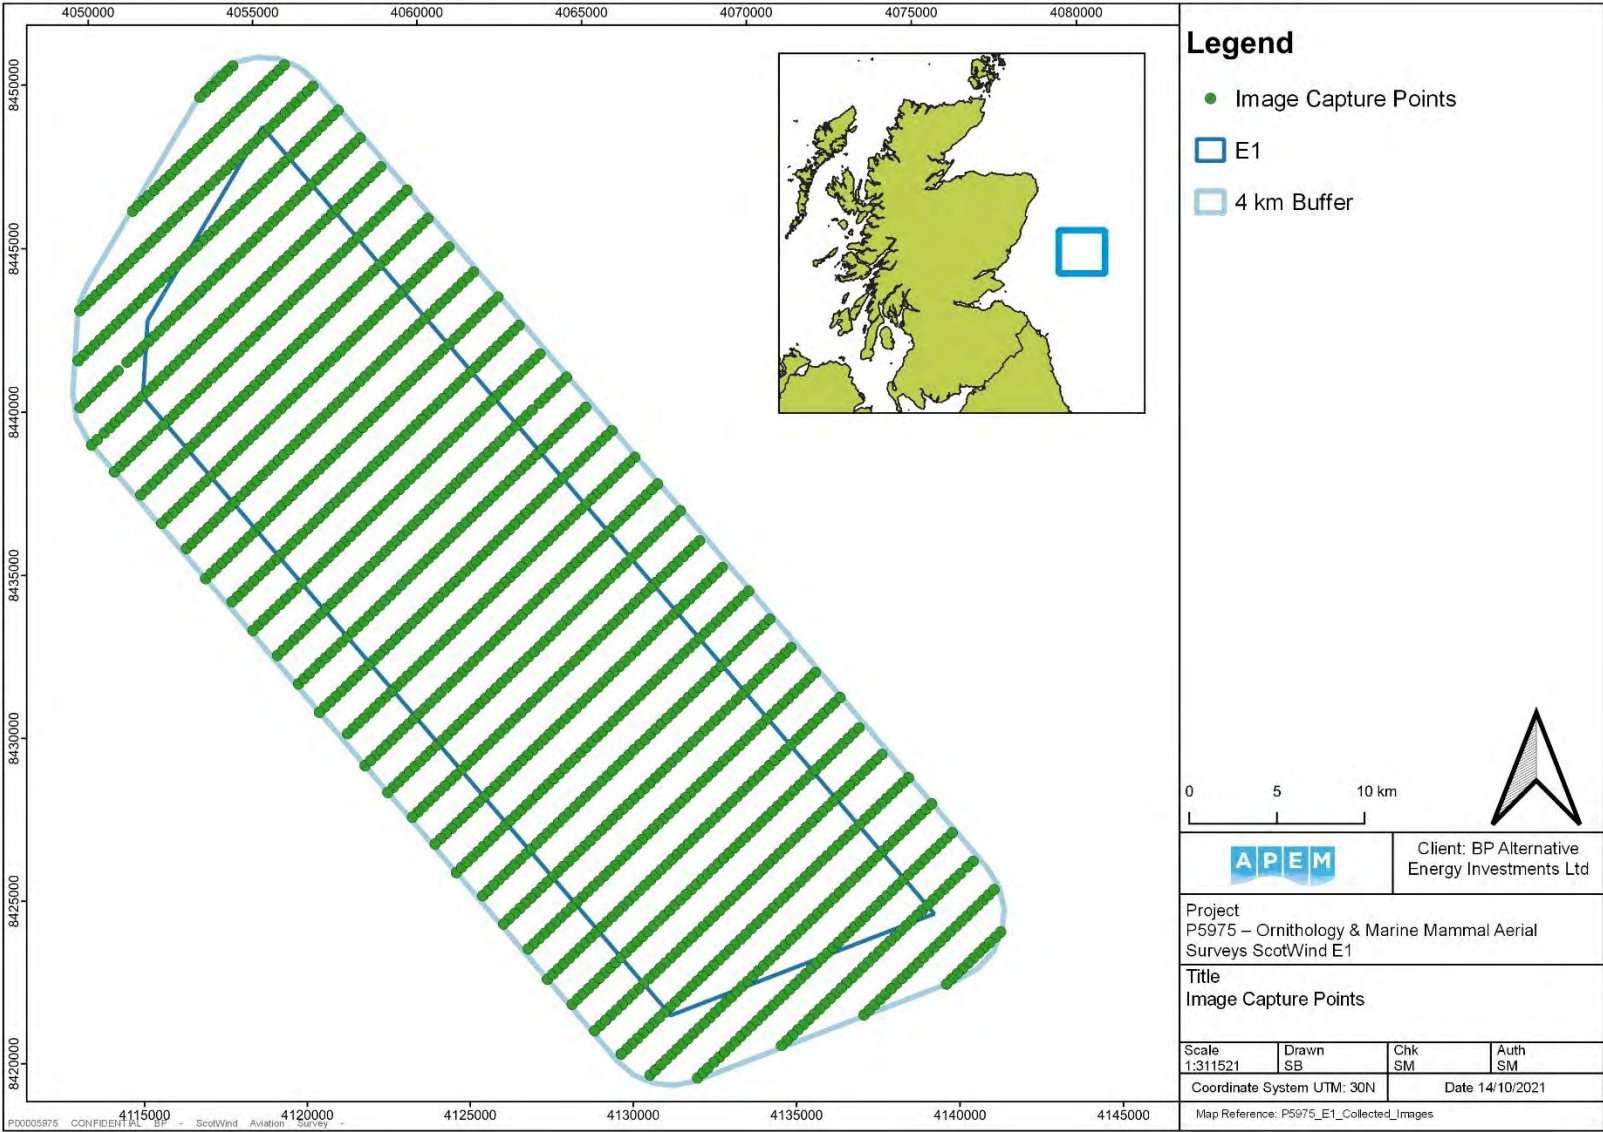 4050000 4055000 4060000 4065000 4070000 4075000 4080000
8450000
8445000
8440000
8435000
8430000
8425000
8420000
4115000 4120000 4125000 4130000 4135000 4140000 4145000
P00005975 CONFIDENTIAL BP - ScotWind Aviation Survey -
Legend
Image Capture Points
E1
4 km Buffer
0 5 10 km
APEM
Client: BP Alternative
Energy Investments Ltd
Project
P5975 – Ornithology & Marine Mammal Aerial
Surveys ScotWind E1
Title
Image Capture Points
Scale
1:311521
Drawn
SB
Chk
SM
Auth
SM
Coordinate System UTM: 30N
Date 14/10/2021
Map Reference: P5975_E1_Collected_Images